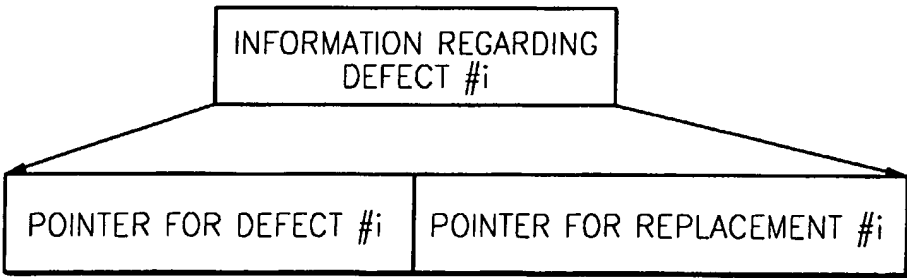 INFORMATION REGARDING
DEFECT #i
POINTER FOR DEFECT #i
POINTER FOR REPLACEMENT #i